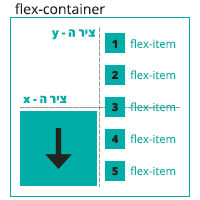 flex-container
ציר ה - y
1 flex-item
2 flex-item
ציר ה - x
3 flex-item
4 flex-item
5 flex-item